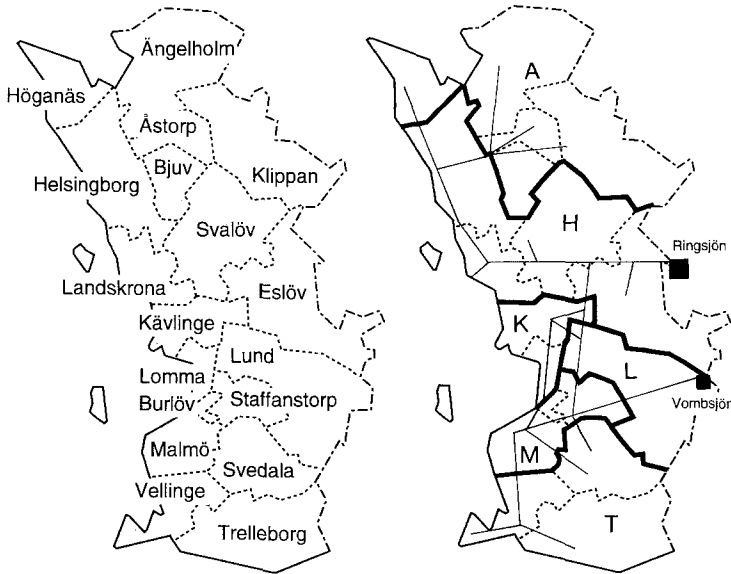 Ängelholm
Höganäs
Åstorp
Bjuv
Klippan
Helsingborg
Svalöv
Landskrona
Eslöv
Kävlinge
Lund
Lomma
Burlöv
Staffanstorp
Malmö
Svedala
Vellinge
Trelleborg
A
H
Ringsjön
K
L
Vombsjön
M
T